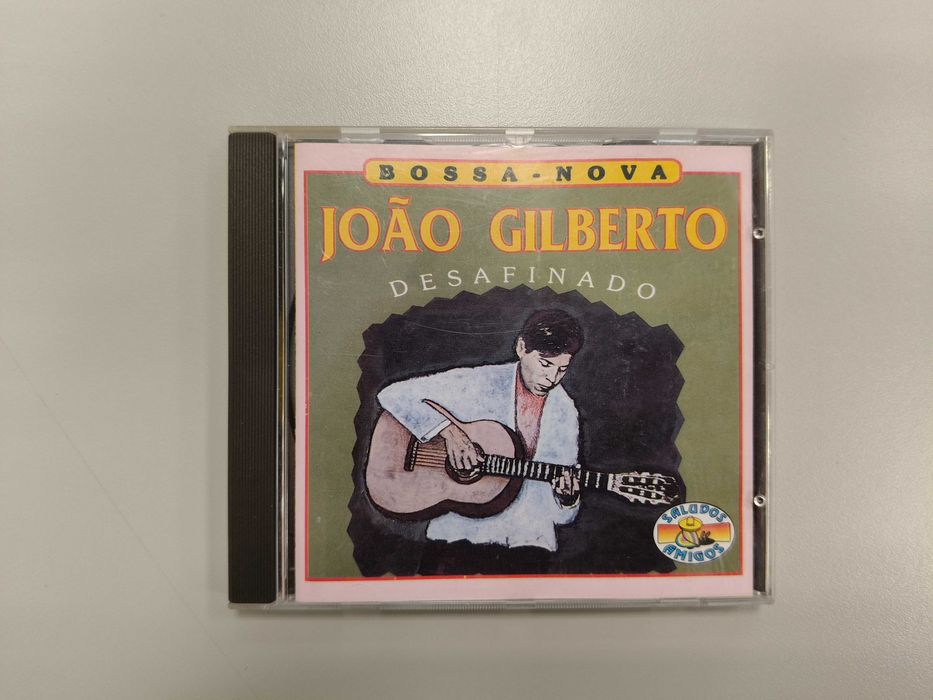 BOSSA-NOVA
JOÃO GILBERTO
DESAFINADO
SALUDOS
AMIGOS